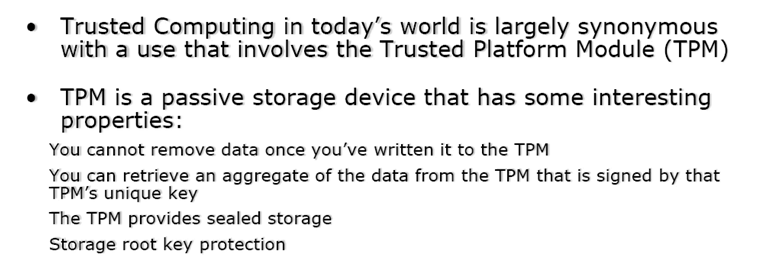 • Trusted Computing in today's world is largely synonymous
with a use that involves the Trusted Platform Module (TPM)
• TPM is a passive storage device that has some interesting
properties:
You cannot remove data once you've written it to the TPM
You can retrieve an aggregate of the data from the TPM that is signed by that
TPM's unique key
The TPM provides sealed storage
Storage root key protection